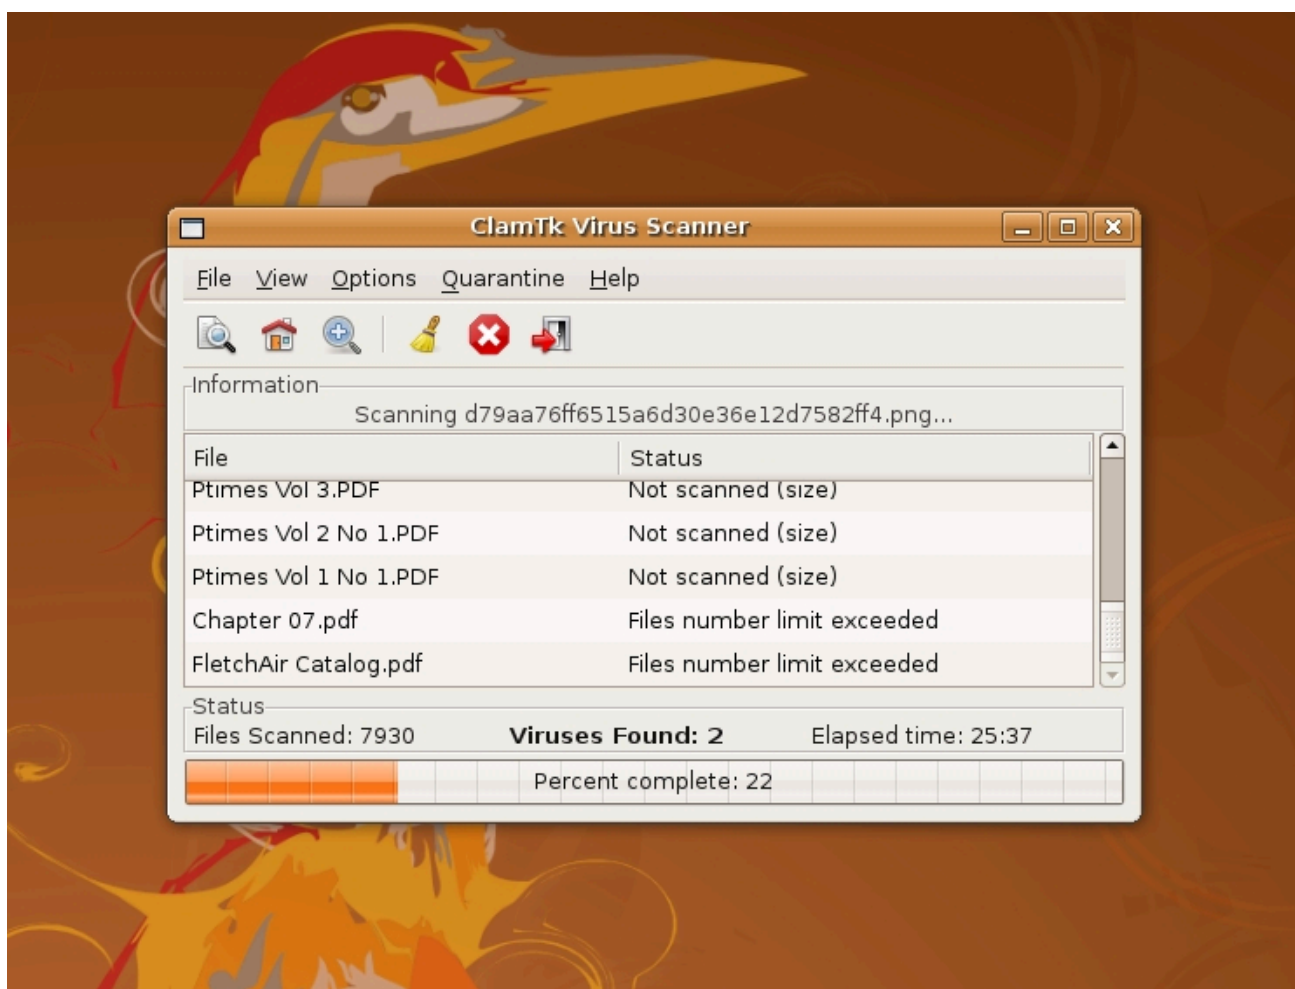 ClamTk Virus Scanner
File View Options Quarantine Help
Information
Scanning d79aa76ff6515a6d30e36e12d7582ff4.png...
File Status
Ptimes Vol 3.PDF Not scanned (size)
Ptimes Vol 2 No 1.PDF Not scanned (size)
Ptimes Vol 1 No 1.PDF Not scanned (size)
Chapter 07.pdf Files number limit exceeded
FletchAir Catalog.pdf Files number limit exceeded
Status
Files Scanned: 7930 Viruses Found: 2 Elapsed time: 25:37
Percent complete: 22